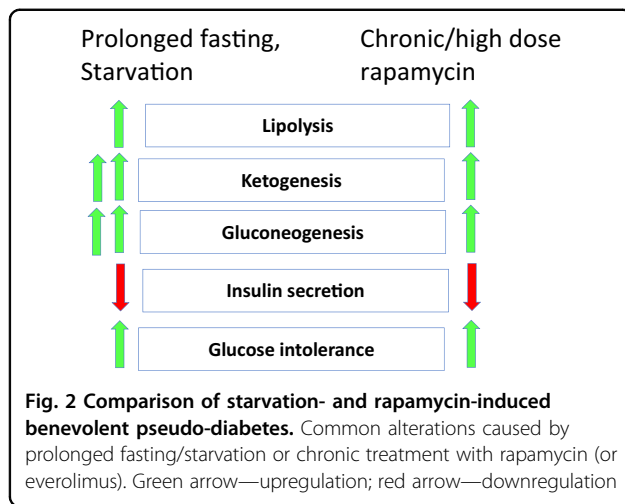 Prolonged fasting,
Starvation
Chronic/high dose
rapamycin
Lipolysis
Ketogenesis
Gluconeogenesis
Insulin secretion
Glucose intolerance
Fig. 2 Comparison of starvation- and rapamycin-induced
benevolent pseudo-diabetes. Common alterations caused by
prolonged fasting/starvation or chronic treatment with rapamycin (or
everolimus). Green arrow—upregulation; red arrow—downregulation